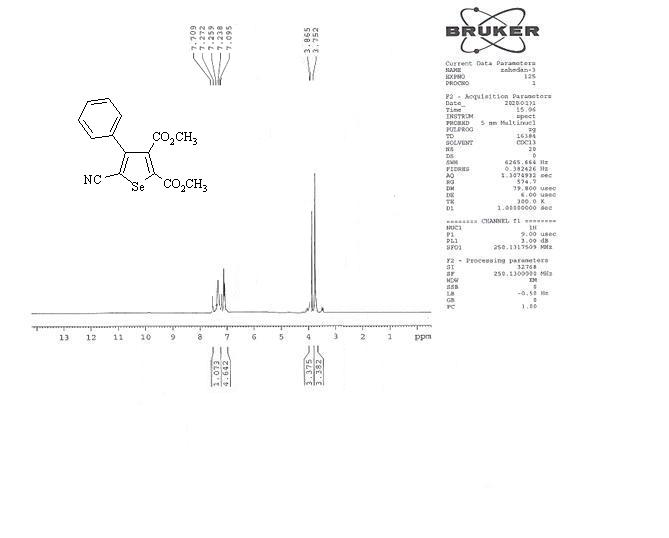 7.709
7.272
7.259
7.238
7.095
3.865
3.752
BRUKER
Current Data Parameters
NAME zahedan-3
EXPNO 125
PROCNO 1
F2 - Acquisition Parameters
Date_
Time 15.06
INSTRUM spect
PROBHD 5 mm Multinucl
PULPROG zg
TD 16384
SOLVENT CDCl3
NS 20
DS 0
SWH 6265.664 Hz
FIDRES 0.382426 Hz
AQ 1.3074932 sec
RG 574.7
DW 79.800 usec
DE 6.00 usec
TE 300.0 K
D1 1.00000000 sec
======== CHANNEL f1 ========
NUC1 1H
P1 9.00 usec
PL1 3.00 dB
SFO1 250.1317509 MHz
F2 - Processing parameters
SI 32768
SF 250.1300000 MHz
WDW EM
SSB 0
LB -0.50 Hz
GB 0
PC 1.00
CO2CH3
NC
Se
CO2CH3
13 12 11 10 9 8 7 6 5 4 3 2 1 ppm
1.073
4.642
3.375
3.382